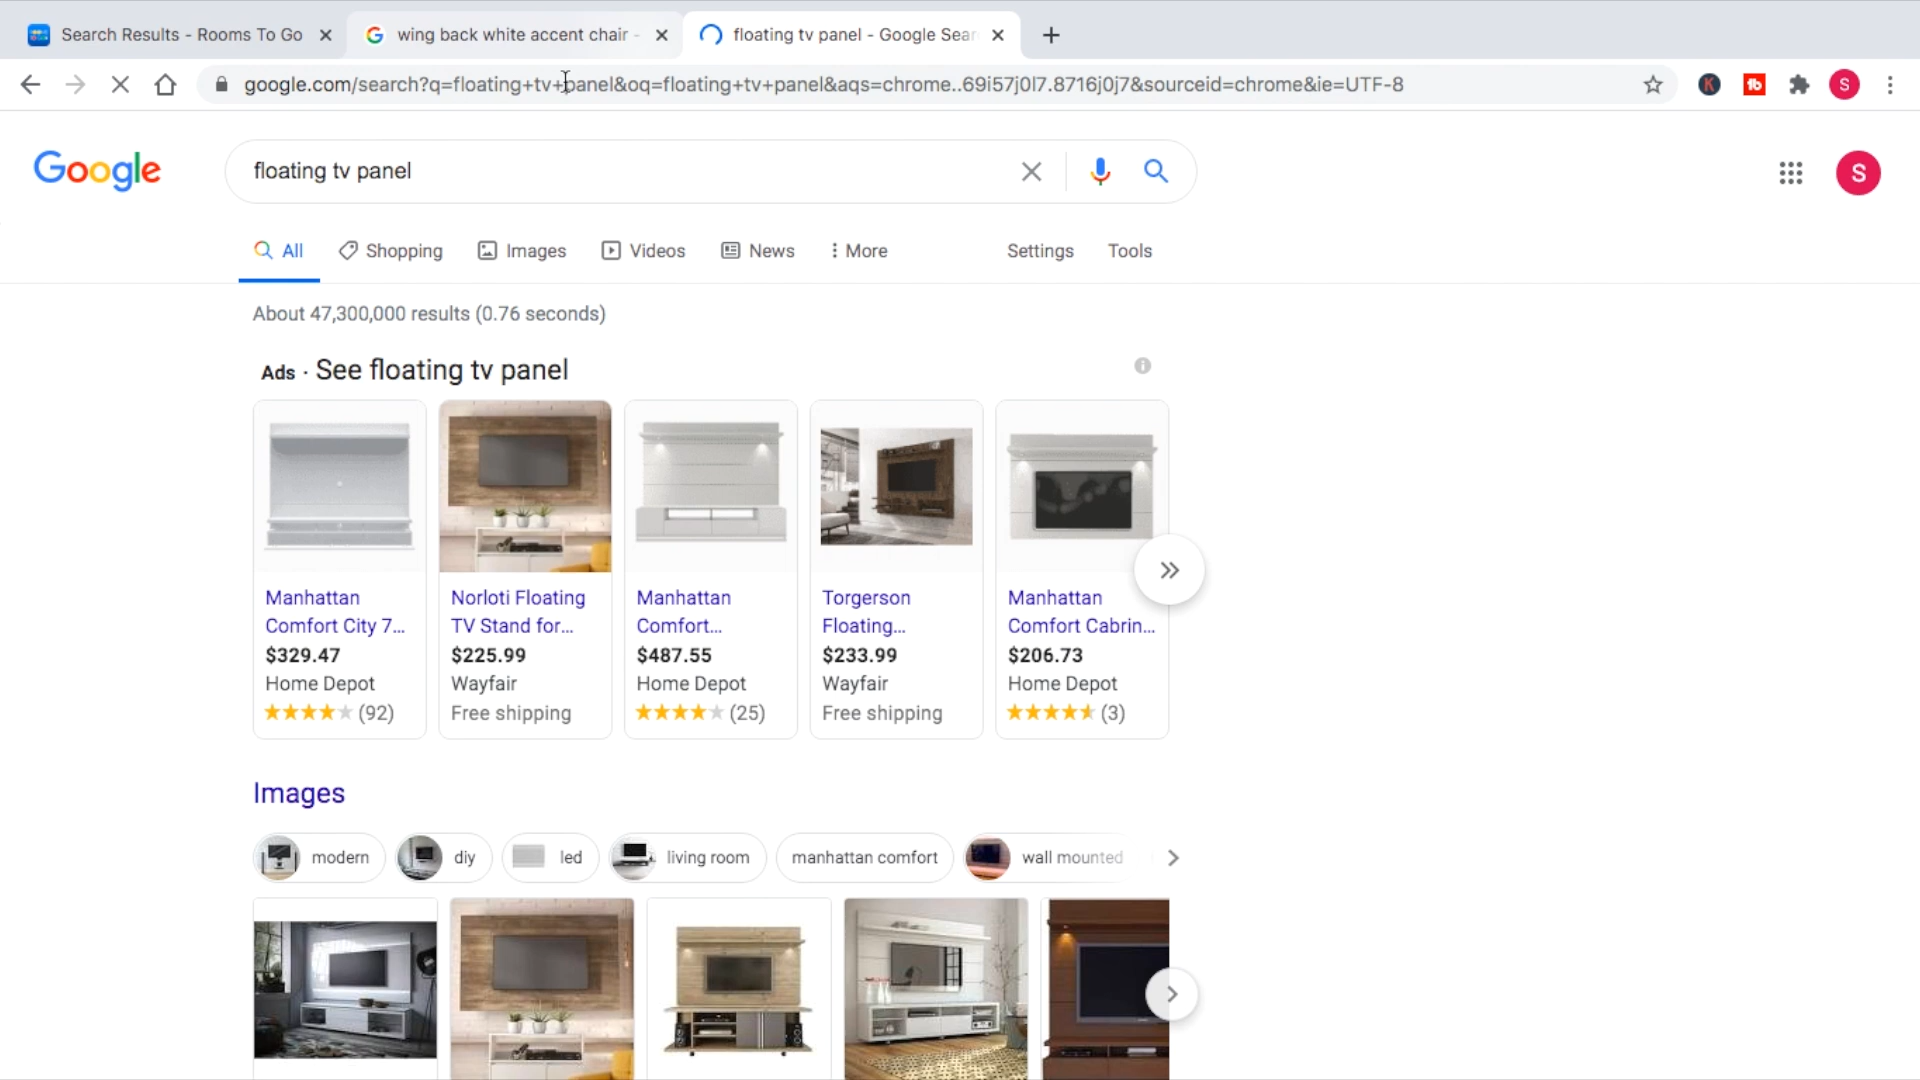 Search Results - Rooms To Go
wing back white accent chair -
floating tv panel - Google Sear
google.com/search?q=floating+tv+panel&oq=floating+tv+panel&aqs=chrome..69i57j0l7.8716j0j7&sourceid=chrome&ie=UTF-8
K
tb
S
Google
floating tv panel
S
All
Shopping
Images
Videos
News
More
Settings
Tools
About 47,300,000 results (0.76 seconds)
Ads · See floating tv panel
Manhattan
Comfort City 7...
$329.47
Home Depot
(92)
Norloti Floating
TV Stand for...
$225.99
Wayfair
Free shipping
Manhattan
Comfort...
$487.55
Home Depot
(25)
Torgerson
Floating...
$233.99
Wayfair
Free shipping
Manhattan
Comfort Cabrin...
$206.73
Home Depot
(3)
Images
modern
diy
led
living room
manhattan comfort
wall mounted